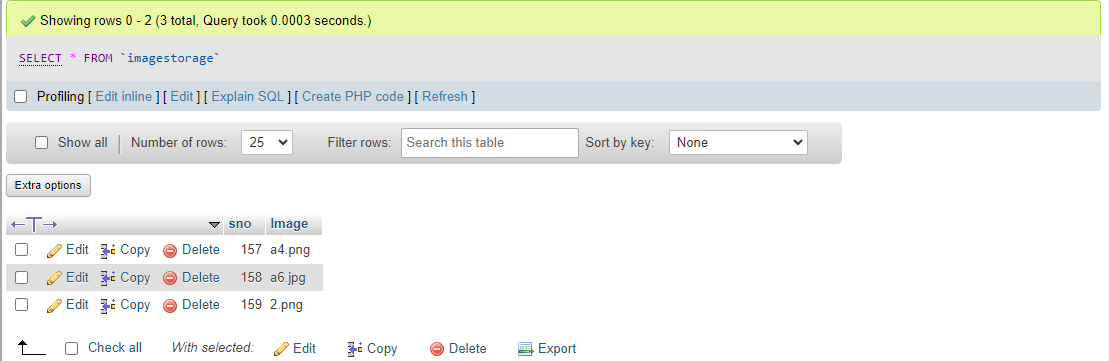 Showing rows 0 - 2 (3 total, Query took 0.0003 seconds.)
SELECT * FROM `imagestorage`
Profiling [ Edit inline ] [ Edit ] [ Explain SQL ] [ Create PHP code ] [ Refresh ]
Show all Number of rows: 25 Filter rows: Search this table Sort by key: None
Extra options
sno Image
Edit Copy Delete 157 a4.png
Edit Copy Delete 158 a6.jpg
Edit Copy Delete 159 2.png
Check all With selected: Edit Copy Delete Export